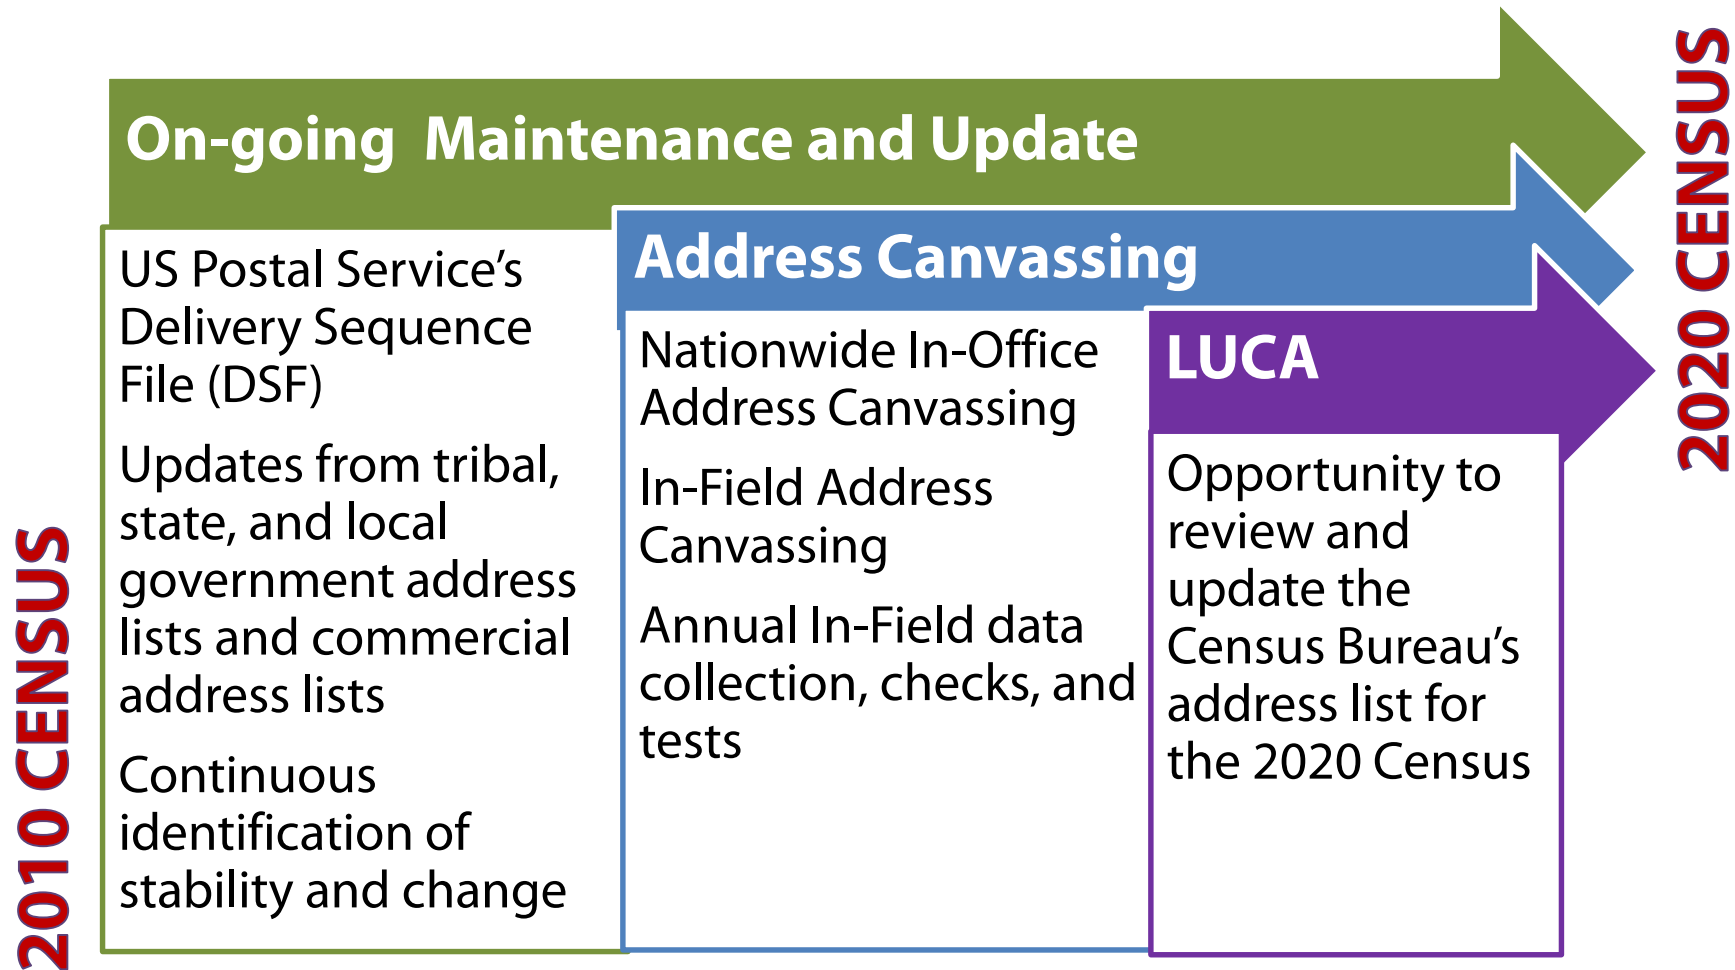 2010 CENSUS
On-going  Maintenance and Update
US Postal Service’s
Delivery Sequence
File (DSF)
Updates from tribal,
state, and local
government address
lists and commercial
address lists
Continuous
identification of
stability and change
Address Canvassing
Nationwide In-Office
Address Canvassing
In-Field Address
Canvassing
Annual In-Field data
collection, checks, and
tests
LUCA
Opportunity to
review and
update the
Census Bureau’s
address list for
the 2020 Census
2020 CENSUS